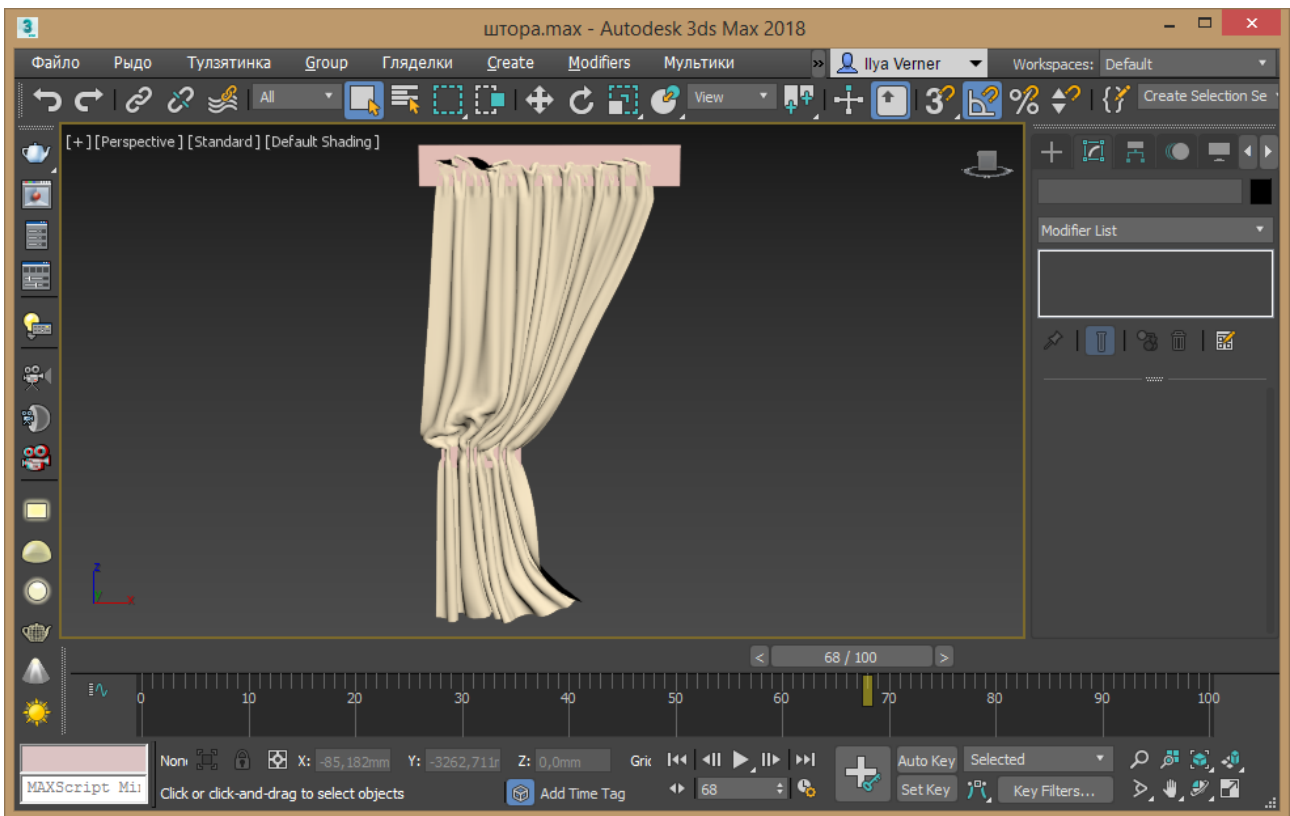 штора.max - Autodesk 3ds Max 2018
Файло Рыдо Тулзятинка Group Гляделки Create Modifiers Мультики » Ilya Verner Workspaces: Default
All View Create Selection Se
[+][Perspective][Standard][Default Shading]
Modifier List
z
y x
< 68 / 100 >
0 10 20 30 40 50 60 70 80 90 100
None X: -85,182mm Y: -3262,711r Z: 0,0mm Gric Auto Key Selected
MAXScript Mi Click or click-and-drag to select objects Add Time Tag 68 Set Key Key Filters...